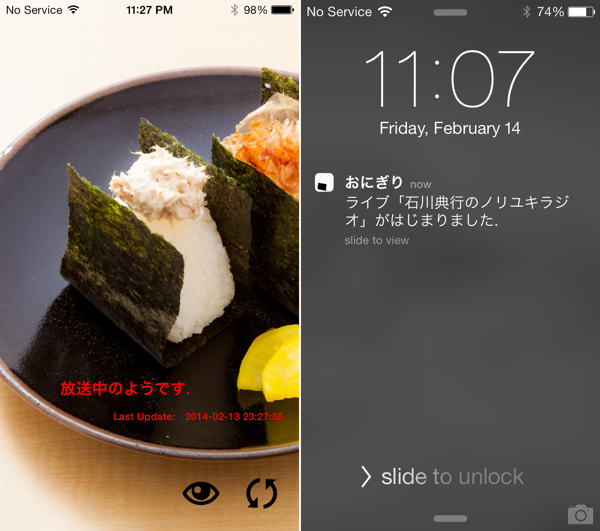 No Service 11:27 PM 98%
放送中のようです.
Last Update: 2014-02-13 23:27:35
No Service 74%
11:07
Friday, February 14
おにぎり now
ライブ「石川典行のノリユキラジ
オ」がはじまりました.
slide to view
slide to unlock